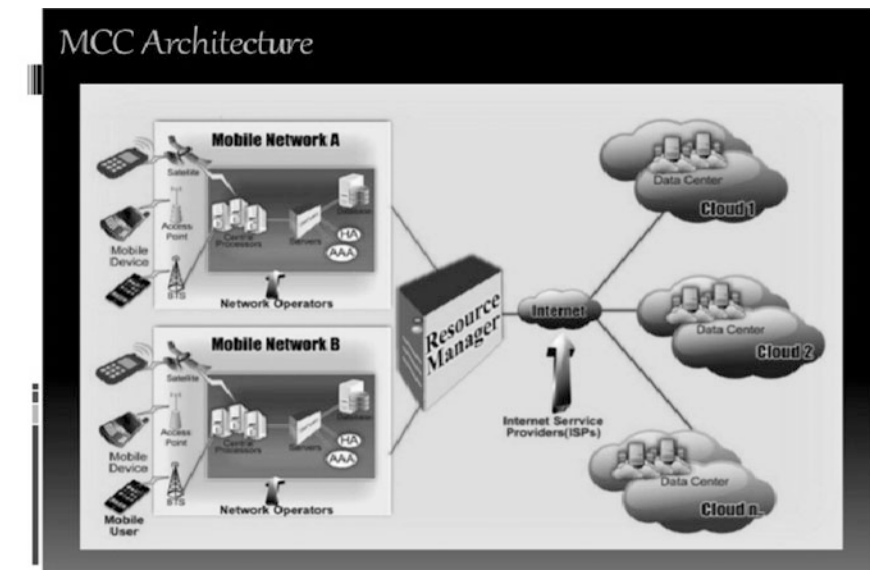 MCC Architecture
Mobile Network A
Satellite
Access
Point
Mobile
Device
BTS
Central
Processors
Servers
Database
HA
AAA
Network Operators
Mobile Network B
Satellite
Access
Point
Mobile
Device
BTS
Central
Processors
Servers
Database
HA
AAA
Network Operators
Mobile
User
Resource
Manager
Internet
Internet Serrvice
Providers(ISPs)
Data Center
Cloud 1
Data Center
Cloud 2
Data Center
Cloud n